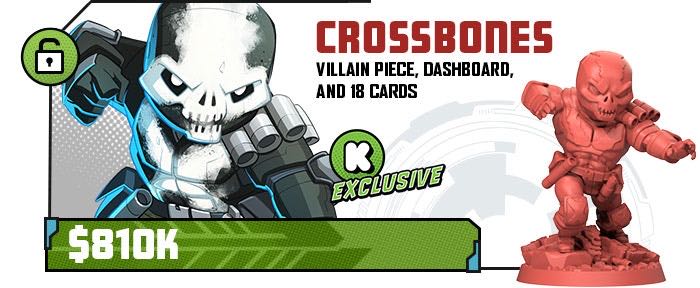 CROSSBONES
VILLAIN PIECE, DASHBOARD,
AND 18 CARDS
K
EXCLUSIVE
$810K